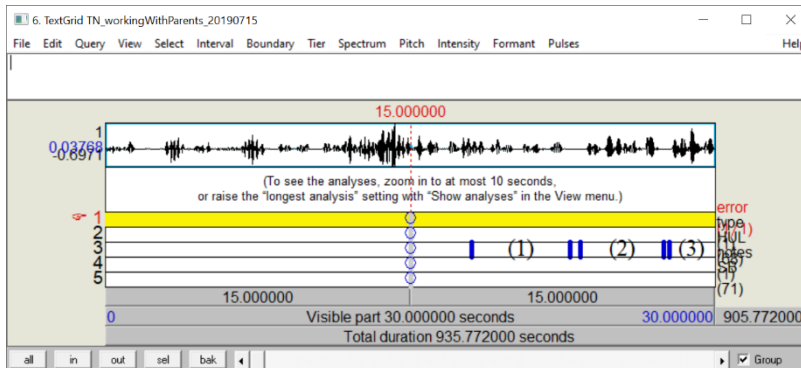 6. TextGrid TN_workingWithParents_20190715
File Edit Query View Select Interval Boundary Tier Spectrum Pitch Intensity Formant Pulses Help
15.000000
1
0.03768
-0.6971
(To see the analyses, zoom in to at most 10 seconds,
or raise the “longest analysis” setting with “Show analyses” in the View menu.)
error
1
type
2
HUL
3 (1) (2) (3) notes
4
SB
5
(1)
(71)
15.000000 15.000000
0 Visible part 30.000000 seconds 30.000000 905.772000
Total duration 935.772000 seconds
all in out sel bak Group